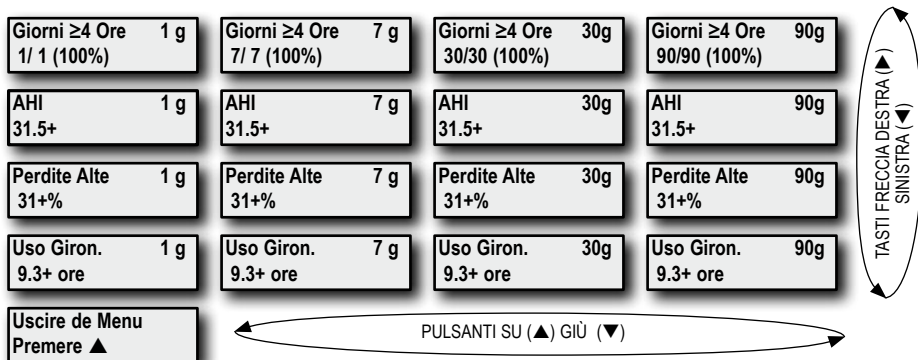 Giorni ≥4 Ore 1 g
1/ 1 (100%)
Giorni ≥4 Ore 7 g
7/ 7 (100%)
Giorni ≥4 Ore 30g
30/30 (100%)
Giorni ≥4 Ore 90g
90/90 (100%)
AHI 1 g
31.5+
AHI 7 g
31.5+
AHI 30g
31.5+
AHI 90g
31.5+
Perdite Alte 1 g
31+%
Perdite Alte 7 g
31+%
Perdite Alte 30g
31+%
Perdite Alte 90g
31+%
Uso Giron. 1 g
9.3+ ore
Uso Giron. 7 g
9.3+ ore
Uso Giron. 30g
9.3+ ore
Uso Giron. 90g
9.3+ ore
Uscire de Menu
Premere ▲
PULSANTI SU (▲) GIÙ (▼)
TASTI FRECCIA DESTRA (▶)
SINISTRA (◀)